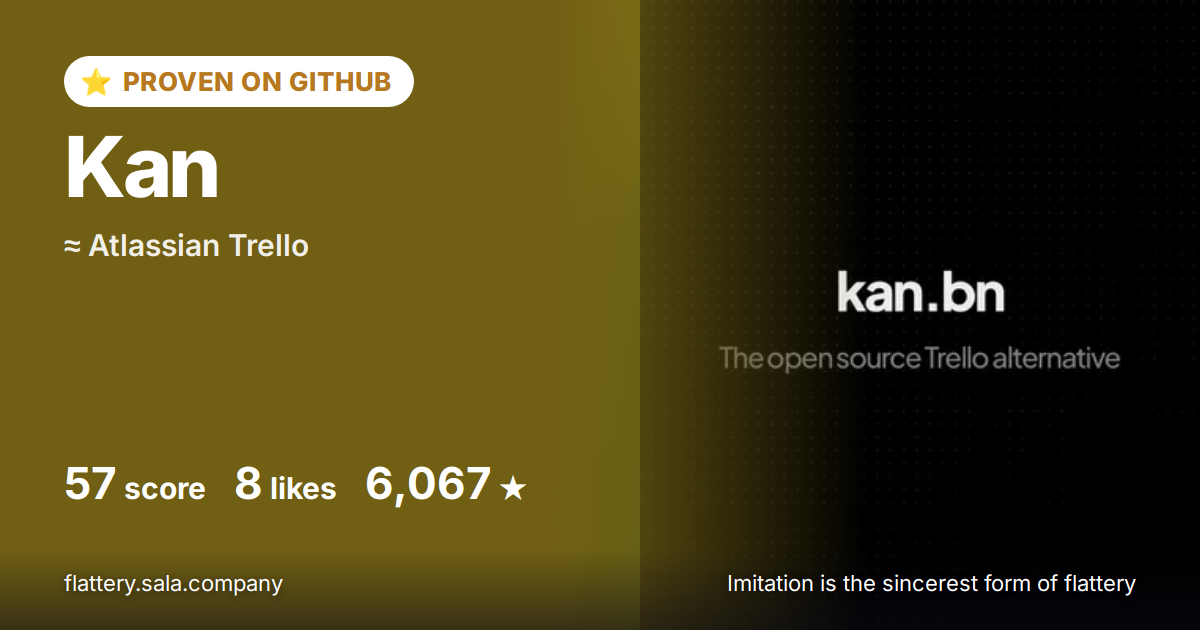 ⭐ PROVEN ON GITHUB
Kan
≈ Atlassian Trello
kan.bn
The open source Trello alternative
57 score 8 likes 6,067 ★
flattery.sala.company
Imitation is the sincerest form of flattery